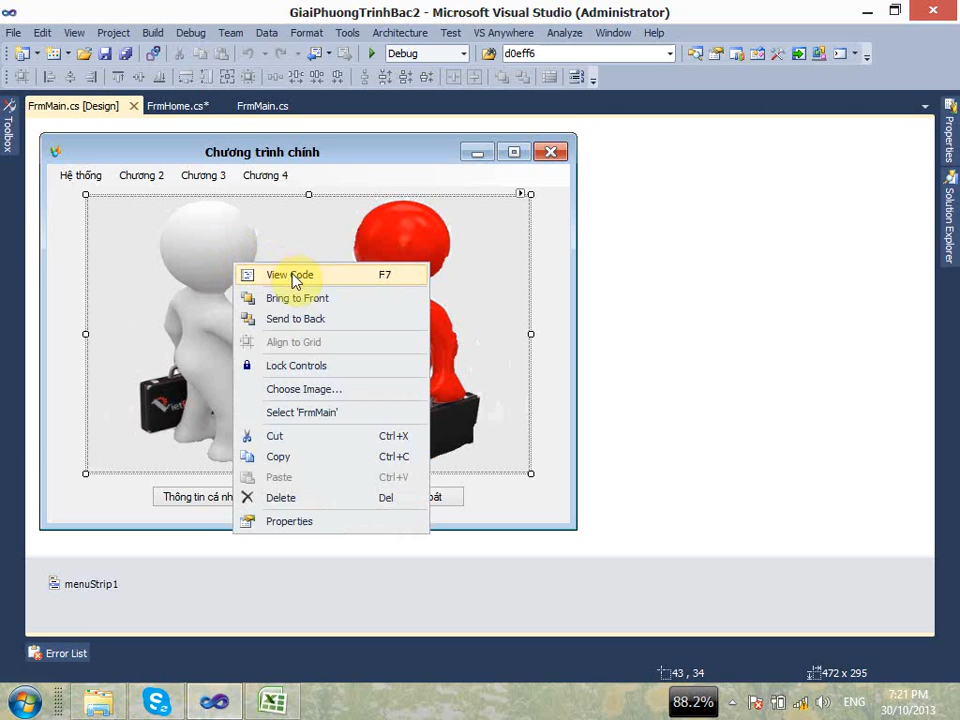 GiaiPhuongTrinhBac2 - Microsoft Visual Studio (Administrator)
File Edit View Project Build Debug Team Data Format Tools Architecture Test VS Anywhere Analyze Window Help
Debug d0eff6
FrmMain.cs [Design] FrmHome.cs* FrmMain.cs
Toolbox
Properties
Solution Explorer
Chương trình chính
Hệ thống Chương 2 Chương 3 Chương 4
View Code F7
Bring to Front
Send to Back
Align to Grid
Lock Controls
Choose Image...
Select 'FrmMain'
Cut Ctrl+X
Copy Ctrl+C
Paste Ctrl+V
Delete Del
Properties
Thông tin cá
menuStrip1
Error List
43 , 34 472 x 295
88.2% ENG
7:21 PM
30/10/2013